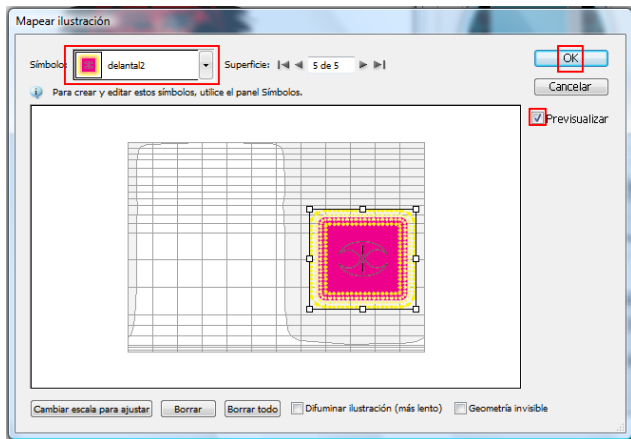 Mapear ilustración
Símbolo: delantal2 Superficie: 5 de 5 OK
Para crear y editar estos símbolos, utilice el panel Símbolos. Cancelar
Previsualizar
Cambiar escala para ajustar Borrar Borrar todo Difuminar ilustración (más lento) Geometría invisible